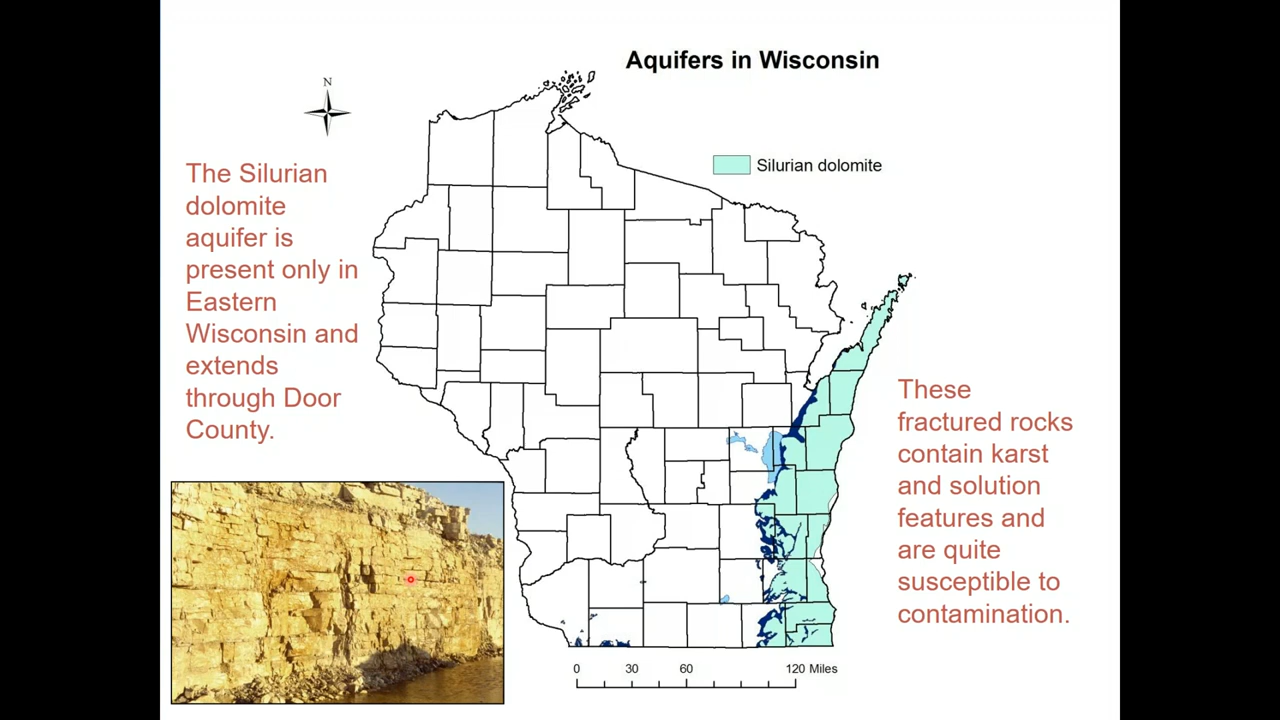 Aquifers in Wisconsin
N
The Silurian
dolomite
aquifer is
present only in
Eastern
Wisconsin and
extends
through Door
County.
Silurian dolomite
These
fractured rocks
contain karst
and solution
features and
are quite
susceptible to
contamination.
0 30 60 120 Miles